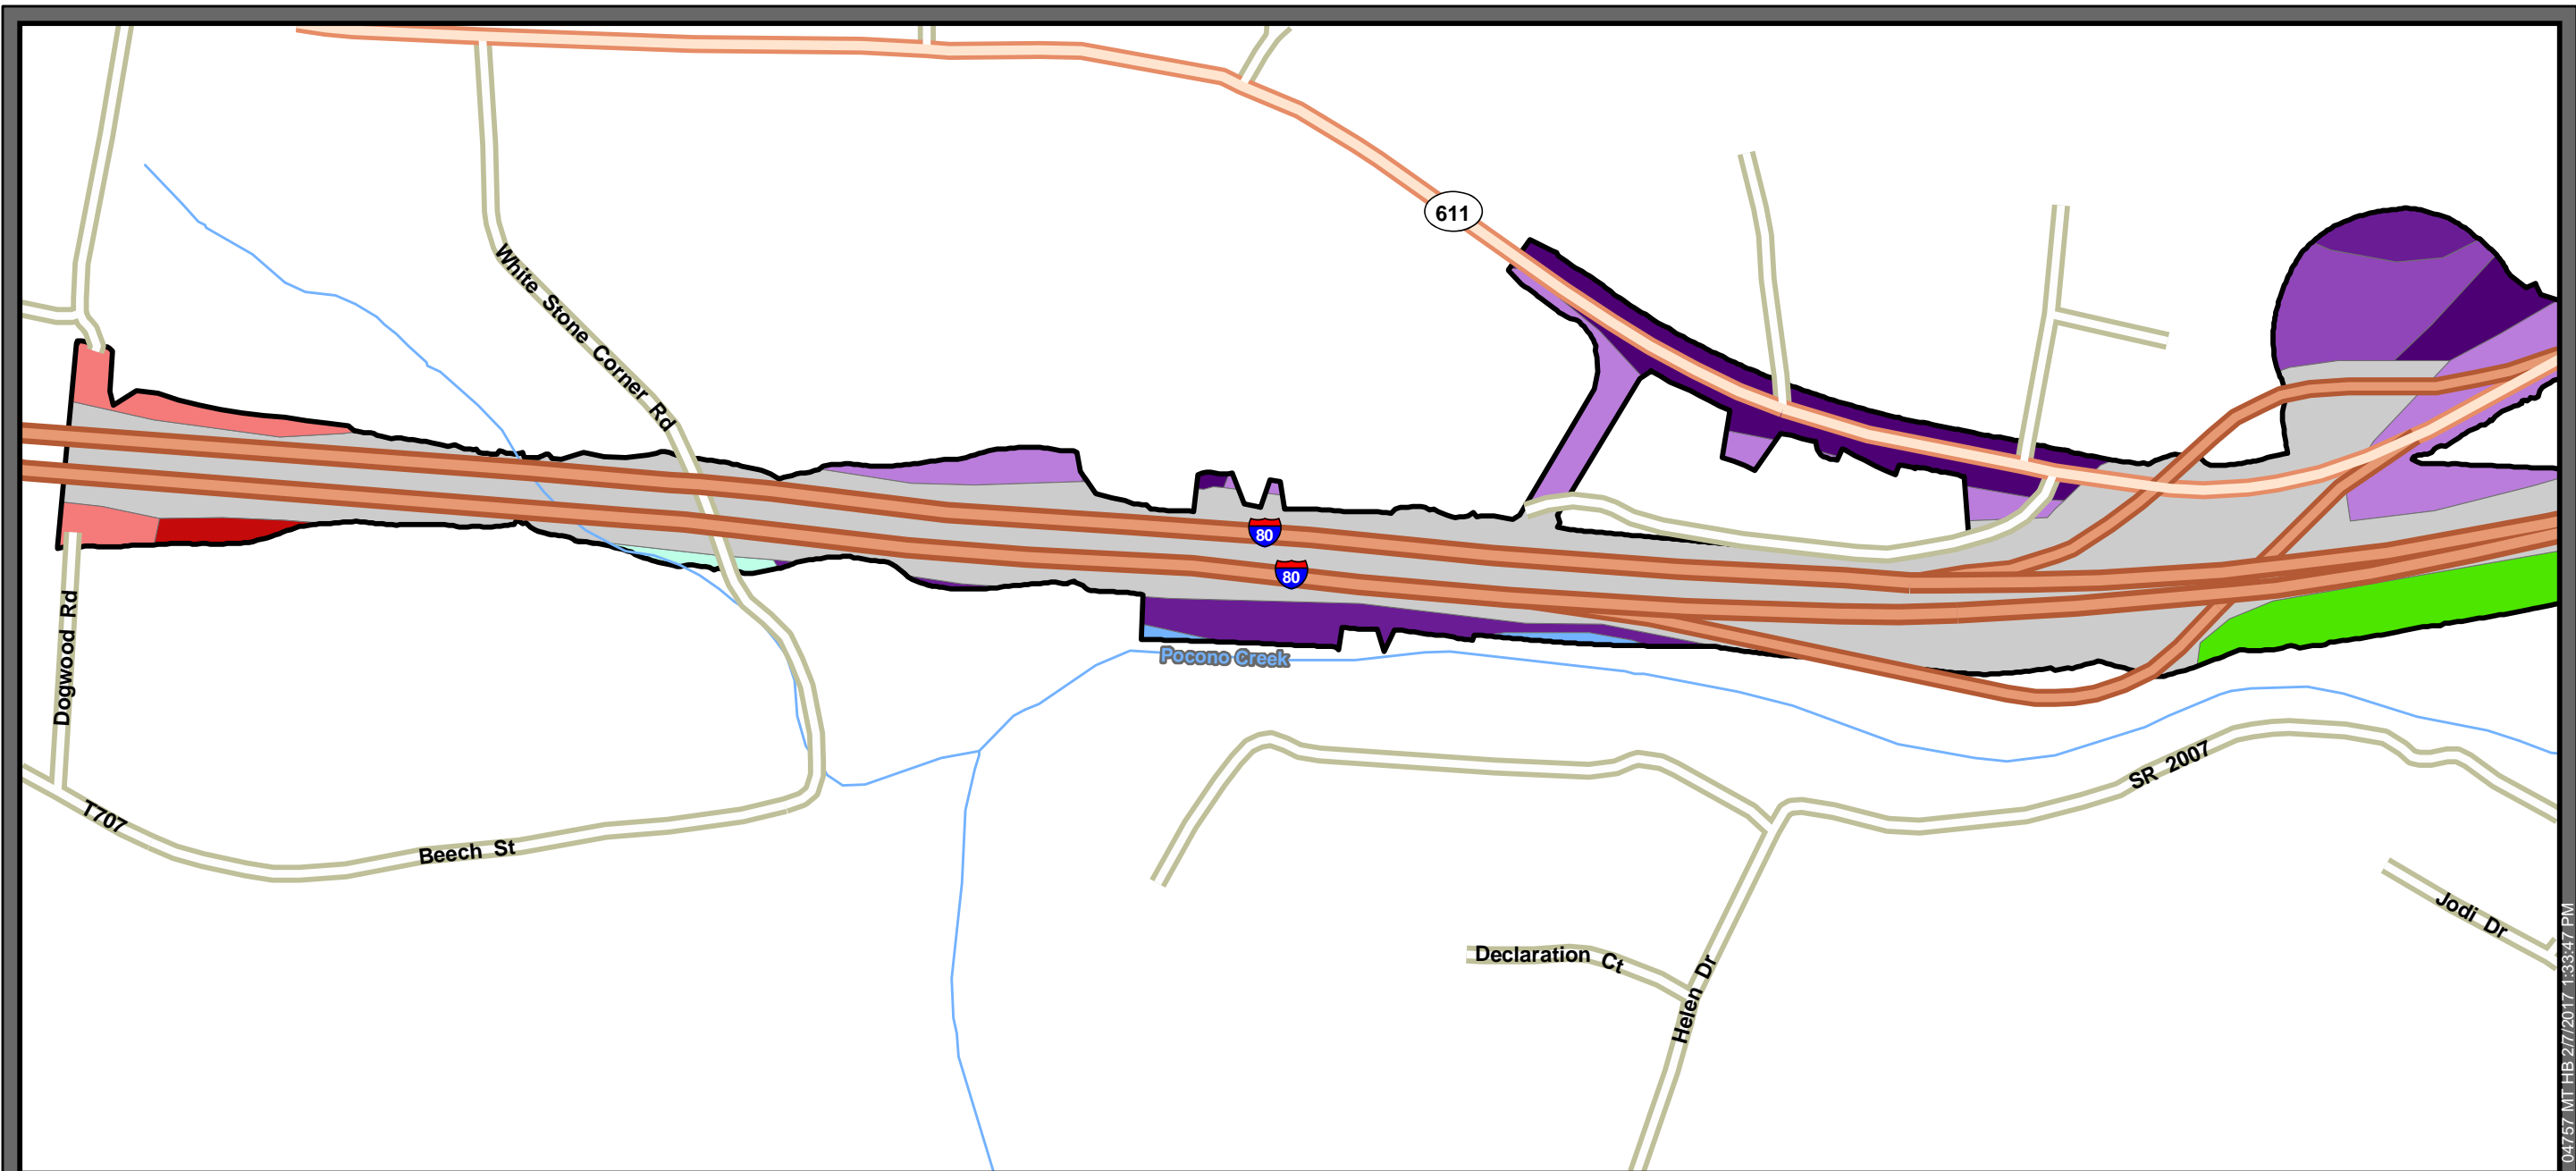 611
White Stone Corner Rd
80
80
Dogwood Rd
Pocono Creek
SR 2007
T707
Beech St
Jodi Dr
Declaration Ct
Helen Dr
04757 MT HB 2/7/2017 1:33:47 PM